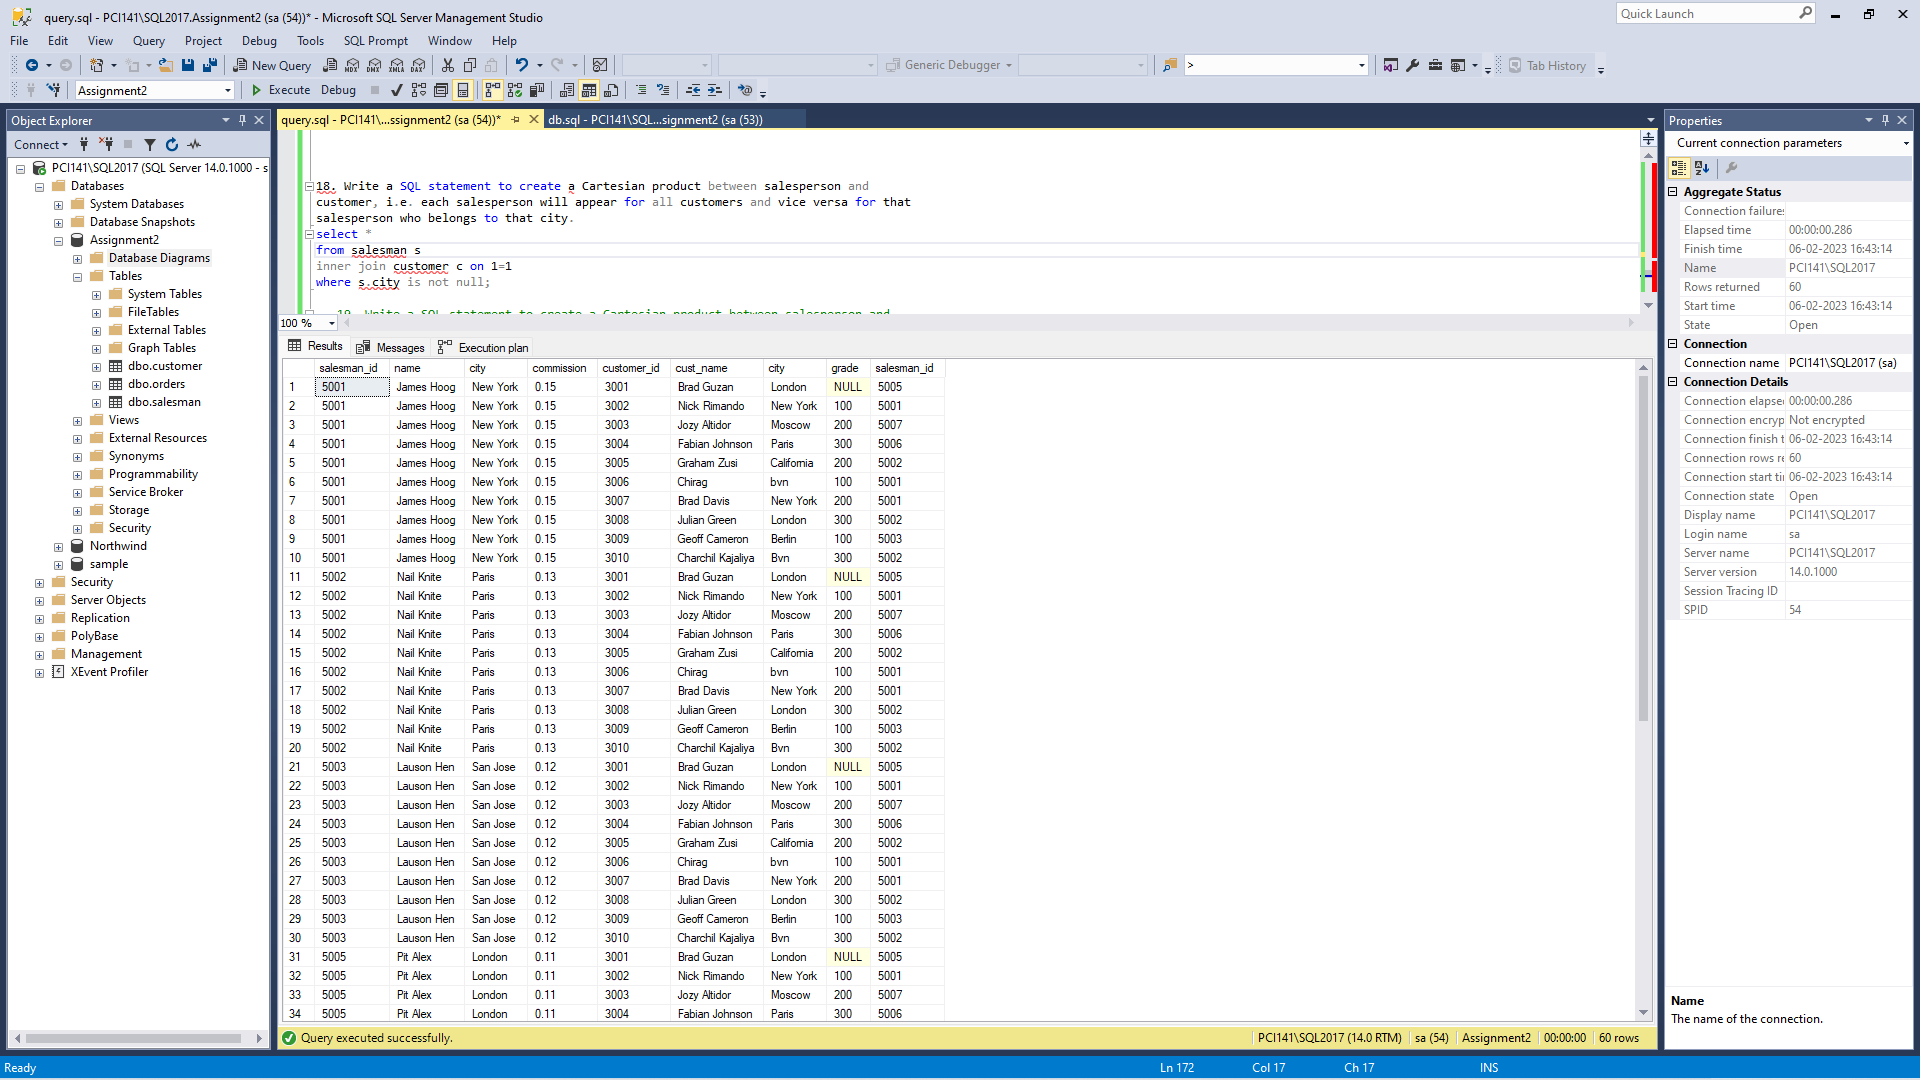 query.sql - PCI141\SQL2017.Assignment2 (sa (54))* - Microsoft SQL Server Management Studio
Quick Launch
File Edit View Query Project Debug Tools SQL Prompt Window Help
New Query
Generic Debugger
>
Tab History
Assignment2
Execute Debug
Object Explorer
Connect
PCI141\SQL2017 (SQL Server 14.0.1000 - s
Databases
System Databases
Database Snapshots
Assignment2
Database Diagrams
Tables
System Tables
FileTables
External Tables
Graph Tables
dbo.customer
dbo.orders
dbo.salesman
Views
External Resources
Synonyms
Programmability
Service Broker
Storage
Security
Northwind
sample
Security
Server Objects
Replication
PolyBase
Management
XEvent Profiler
query.sql - PCI141\...ssignment2 (sa (54))*
db.sql - PCI141\SQL...signment2 (sa (53))
18. Write a SQL statement to create a Cartesian product between salesperson and
customer, i.e. each salesperson will appear for all customers and vice versa for that
salesperson who belongs to that city.
select *
from salesman s
inner join customer c on 1=1
where s.city is not null;
19. Write a SQL statement to create a Cartesian product between salesperson and
100 %
Results Messages Execution plan
salesman_id name city commission customer_id cust_name city grade salesman_id
1 5001 James Hoog New York 0.15 3001 Brad Guzan London NULL 5005
2 5001 James Hoog New York 0.15 3002 Nick Rimando New York 100 5001
3 5001 James Hoog New York 0.15 3003 Jozy Altidor Moscow 200 5007
4 5001 James Hoog New York 0.15 3004 Fabian Johnson Paris 300 5006
5 5001 James Hoog New York 0.15 3005 Graham Zusi California 200 5002
6 5001 James Hoog New York 0.15 3006 Chirag bvn 100 5001
7 5001 James Hoog New York 0.15 3007 Brad Davis New York 200 5001
8 5001 James Hoog New York 0.15 3008 Julian Green London 300 5002
9 5001 James Hoog New York 0.15 3009 Geoff Cameron Berlin 100 5003
10 5001 James Hoog New York 0.15 3010 Charchil Kajaliya Bvn 300 5002
11 5002 Nail Knite Paris 0.13 3001 Brad Guzan London NULL 5005
12 5002 Nail Knite Paris 0.13 3002 Nick Rimando New York 100 5001
13 5002 Nail Knite Paris 0.13 3003 Jozy Altidor Moscow 200 5007
14 5002 Nail Knite Paris 0.13 3004 Fabian Johnson Paris 300 5006
15 5002 Nail Knite Paris 0.13 3005 Graham Zusi California 200 5002
16 5002 Nail Knite Paris 0.13 3006 Chirag bvn 100 5001
17 5002 Nail Knite Paris 0.13 3007 Brad Davis New York 200 5001
18 5002 Nail Knite Paris 0.13 3008 Julian Green London 300 5002
19 5002 Nail Knite Paris 0.13 3009 Geoff Cameron Berlin 100 5003
20 5002 Nail Knite Paris 0.13 3010 Charchil Kajaliya Bvn 300 5002
21 5003 Lauson Hen San Jose 0.12 3001 Brad Guzan London NULL 5005
22 5003 Lauson Hen San Jose 0.12 3002 Nick Rimando New York 100 5001
23 5003 Lauson Hen San Jose 0.12 3003 Jozy Altidor Moscow 200 5007
24 5003 Lauson Hen San Jose 0.12 3004 Fabian Johnson Paris 300 5006
25 5003 Lauson Hen San Jose 0.12 3005 Graham Zusi California 200 5002
26 5003 Lauson Hen San Jose 0.12 3006 Chirag bvn 100 5001
27 5003 Lauson Hen San Jose 0.12 3007 Brad Davis New York 200 5001
28 5003 Lauson Hen San Jose 0.12 3008 Julian Green London 300 5002
29 5003 Lauson Hen San Jose 0.12 3009 Geoff Cameron Berlin 100 5003
30 5003 Lauson Hen San Jose 0.12 3010 Charchil Kajaliya Bvn 300 5002
31 5005 Pit Alex London 0.11 3001 Brad Guzan London NULL 5005
32 5005 Pit Alex London 0.11 3002 Nick Rimando New York 100 5001
33 5005 Pit Alex London 0.11 3003 Jozy Altidor Moscow 200 5007
34 5005 Pit Alex London 0.11 3004 Fabian Johnson Paris 300 5006
Query executed successfully.
PCI141\SQL2017 (14.0 RTM) sa (54) Assignment2 00:00:00 60 rows
Properties
Current connection parameters
Aggregate Status
Connection failures
Elapsed time 00:00:00.286
Finish time 06-02-2023 16:43:14
Name PCI141\SQL2017
Rows returned 60
Start time 06-02-2023 16:43:14
State Open
Connection
Connection name PCI141\SQL2017 (sa)
Connection Details
Connection elapse 00:00:00.286
Connection encryp Not encrypted
Connection finish t 06-02-2023 16:43:14
Connection rows re 60
Connection start ti 06-02-2023 16:43:14
Connection state Open
Display name PCI141\SQL2017
Login name sa
Server name PCI141\SQL2017
Server version 14.0.1000
Session Tracing ID
SPID 54
Name
The name of the connection.
Ready
Ln 172 Col 17 Ch 17 INS